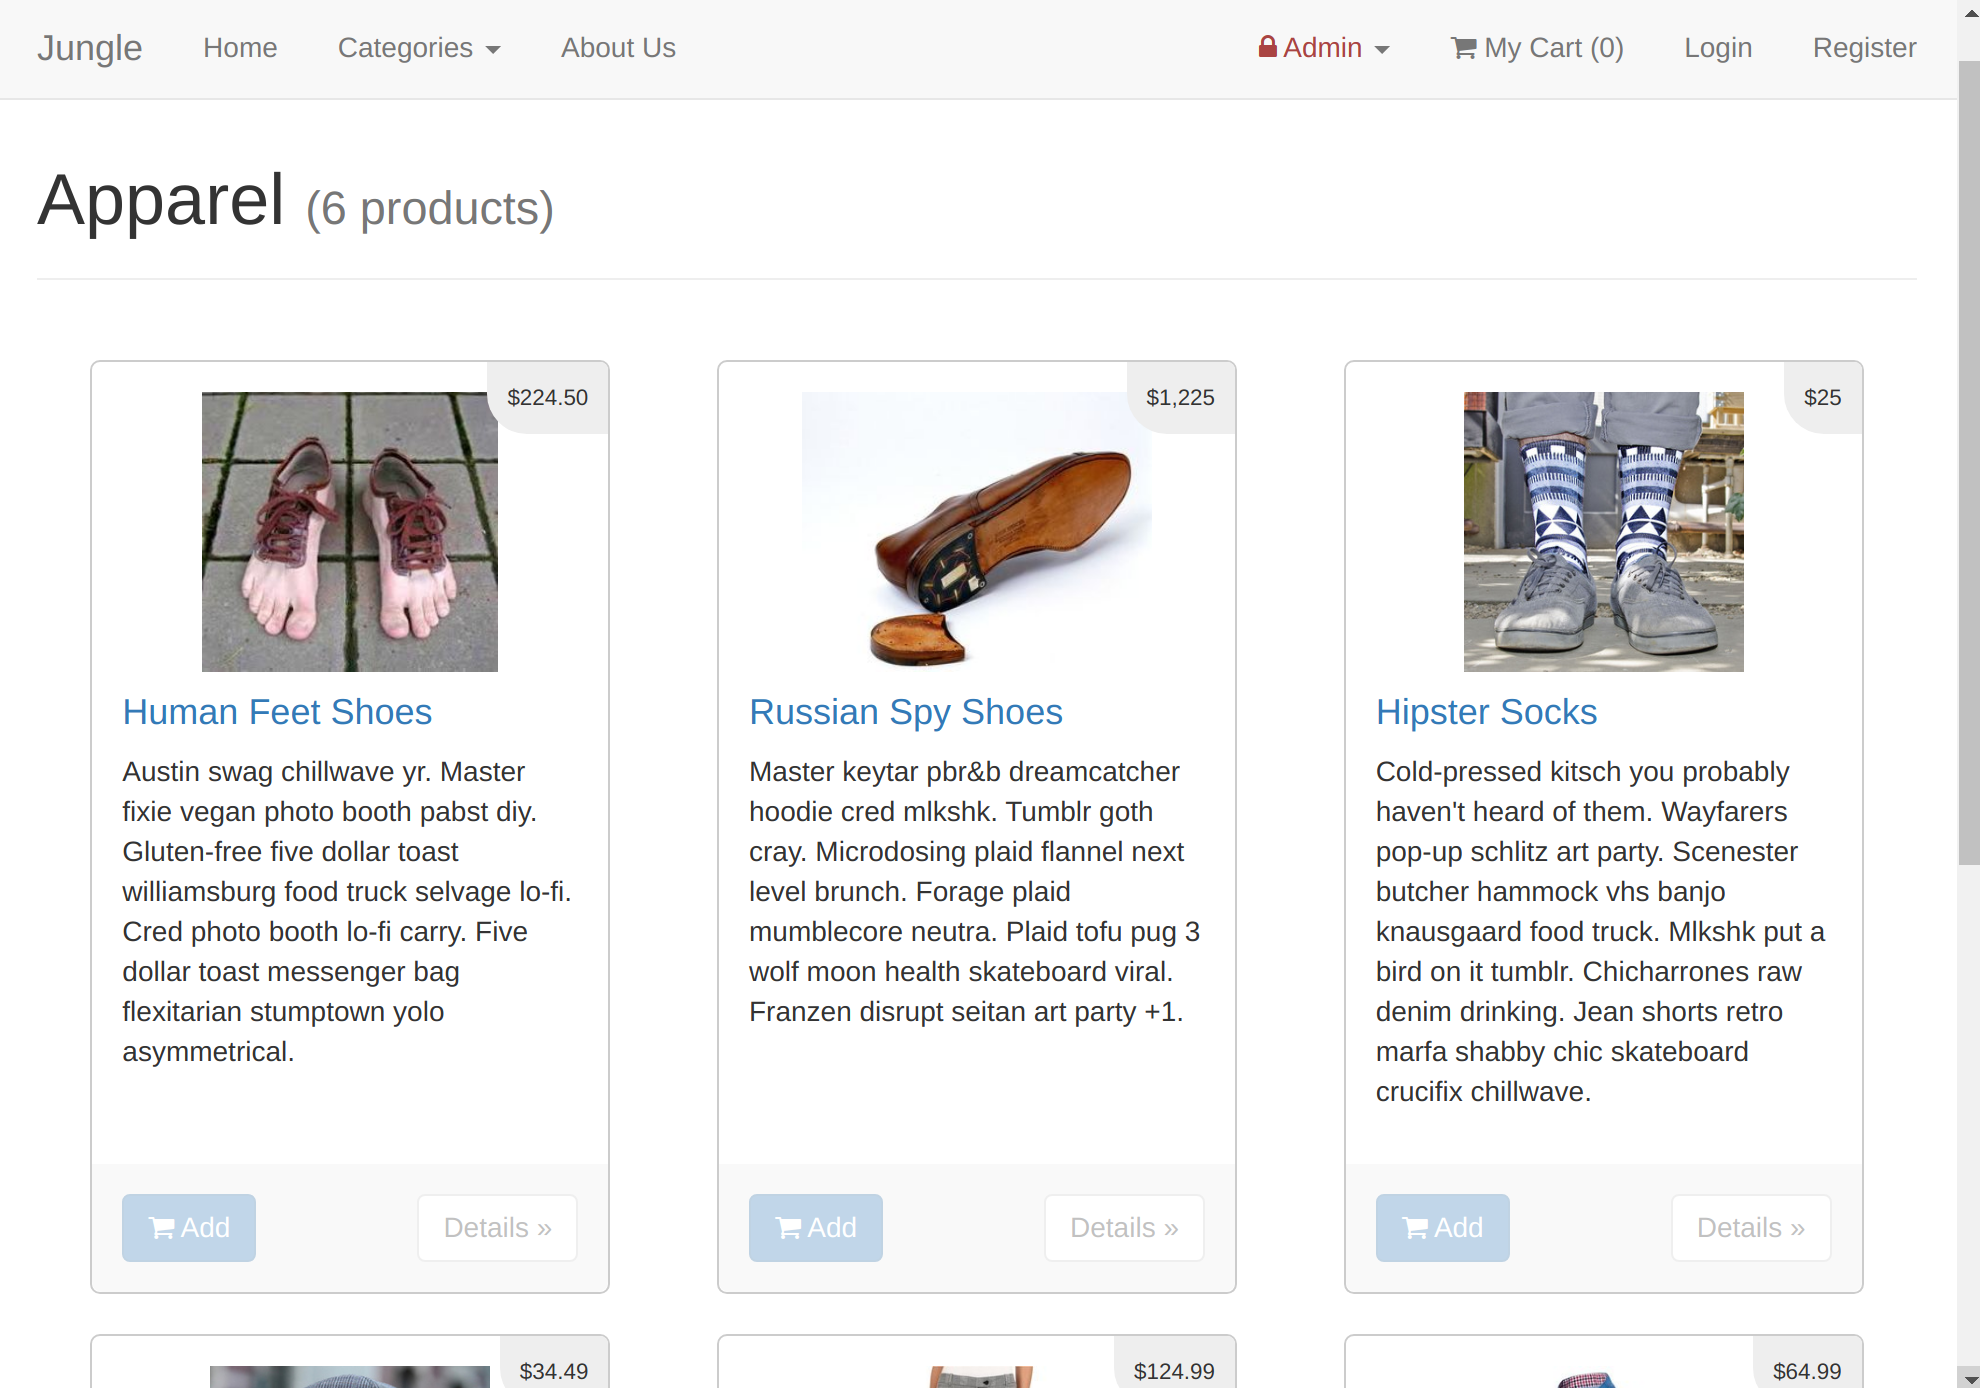 Jungle Home Categories About Us Admin My Cart (0) Login Register
Apparel (6 products)
$224.50
Human Feet Shoes
Austin swag chillwave yr. Master
fixie vegan photo booth pabst diy.
Gluten-free five dollar toast
williamsburg food truck selvage lo-fi.
Cred photo booth lo-fi carry. Five
dollar toast messenger bag
flexitarian stumptown yolo
asymmetrical.
Add Details »
$1,225
Russian Spy Shoes
Master keytar pbr&b dreamcatcher
hoodie cred mlkshk. Tumblr goth
cray. Microdosing plaid flannel next
level brunch. Forage plaid
mumblecore neutra. Plaid tofu pug 3
wolf moon health skateboard viral.
Franzen disrupt seitan art party +1.
Add Details »
$25
Hipster Socks
Cold-pressed kitsch you probably
haven't heard of them. Wayfarers
pop-up schlitz art party. Scenester
butcher hammock vhs banjo
knausgaard food truck. Mlkshk put a
bird on it tumblr. Chicharrones raw
denim drinking. Jean shorts retro
marfa shabby chic skateboard
crucifix chillwave.
Add Details »
$34.49
$124.99
$64.99